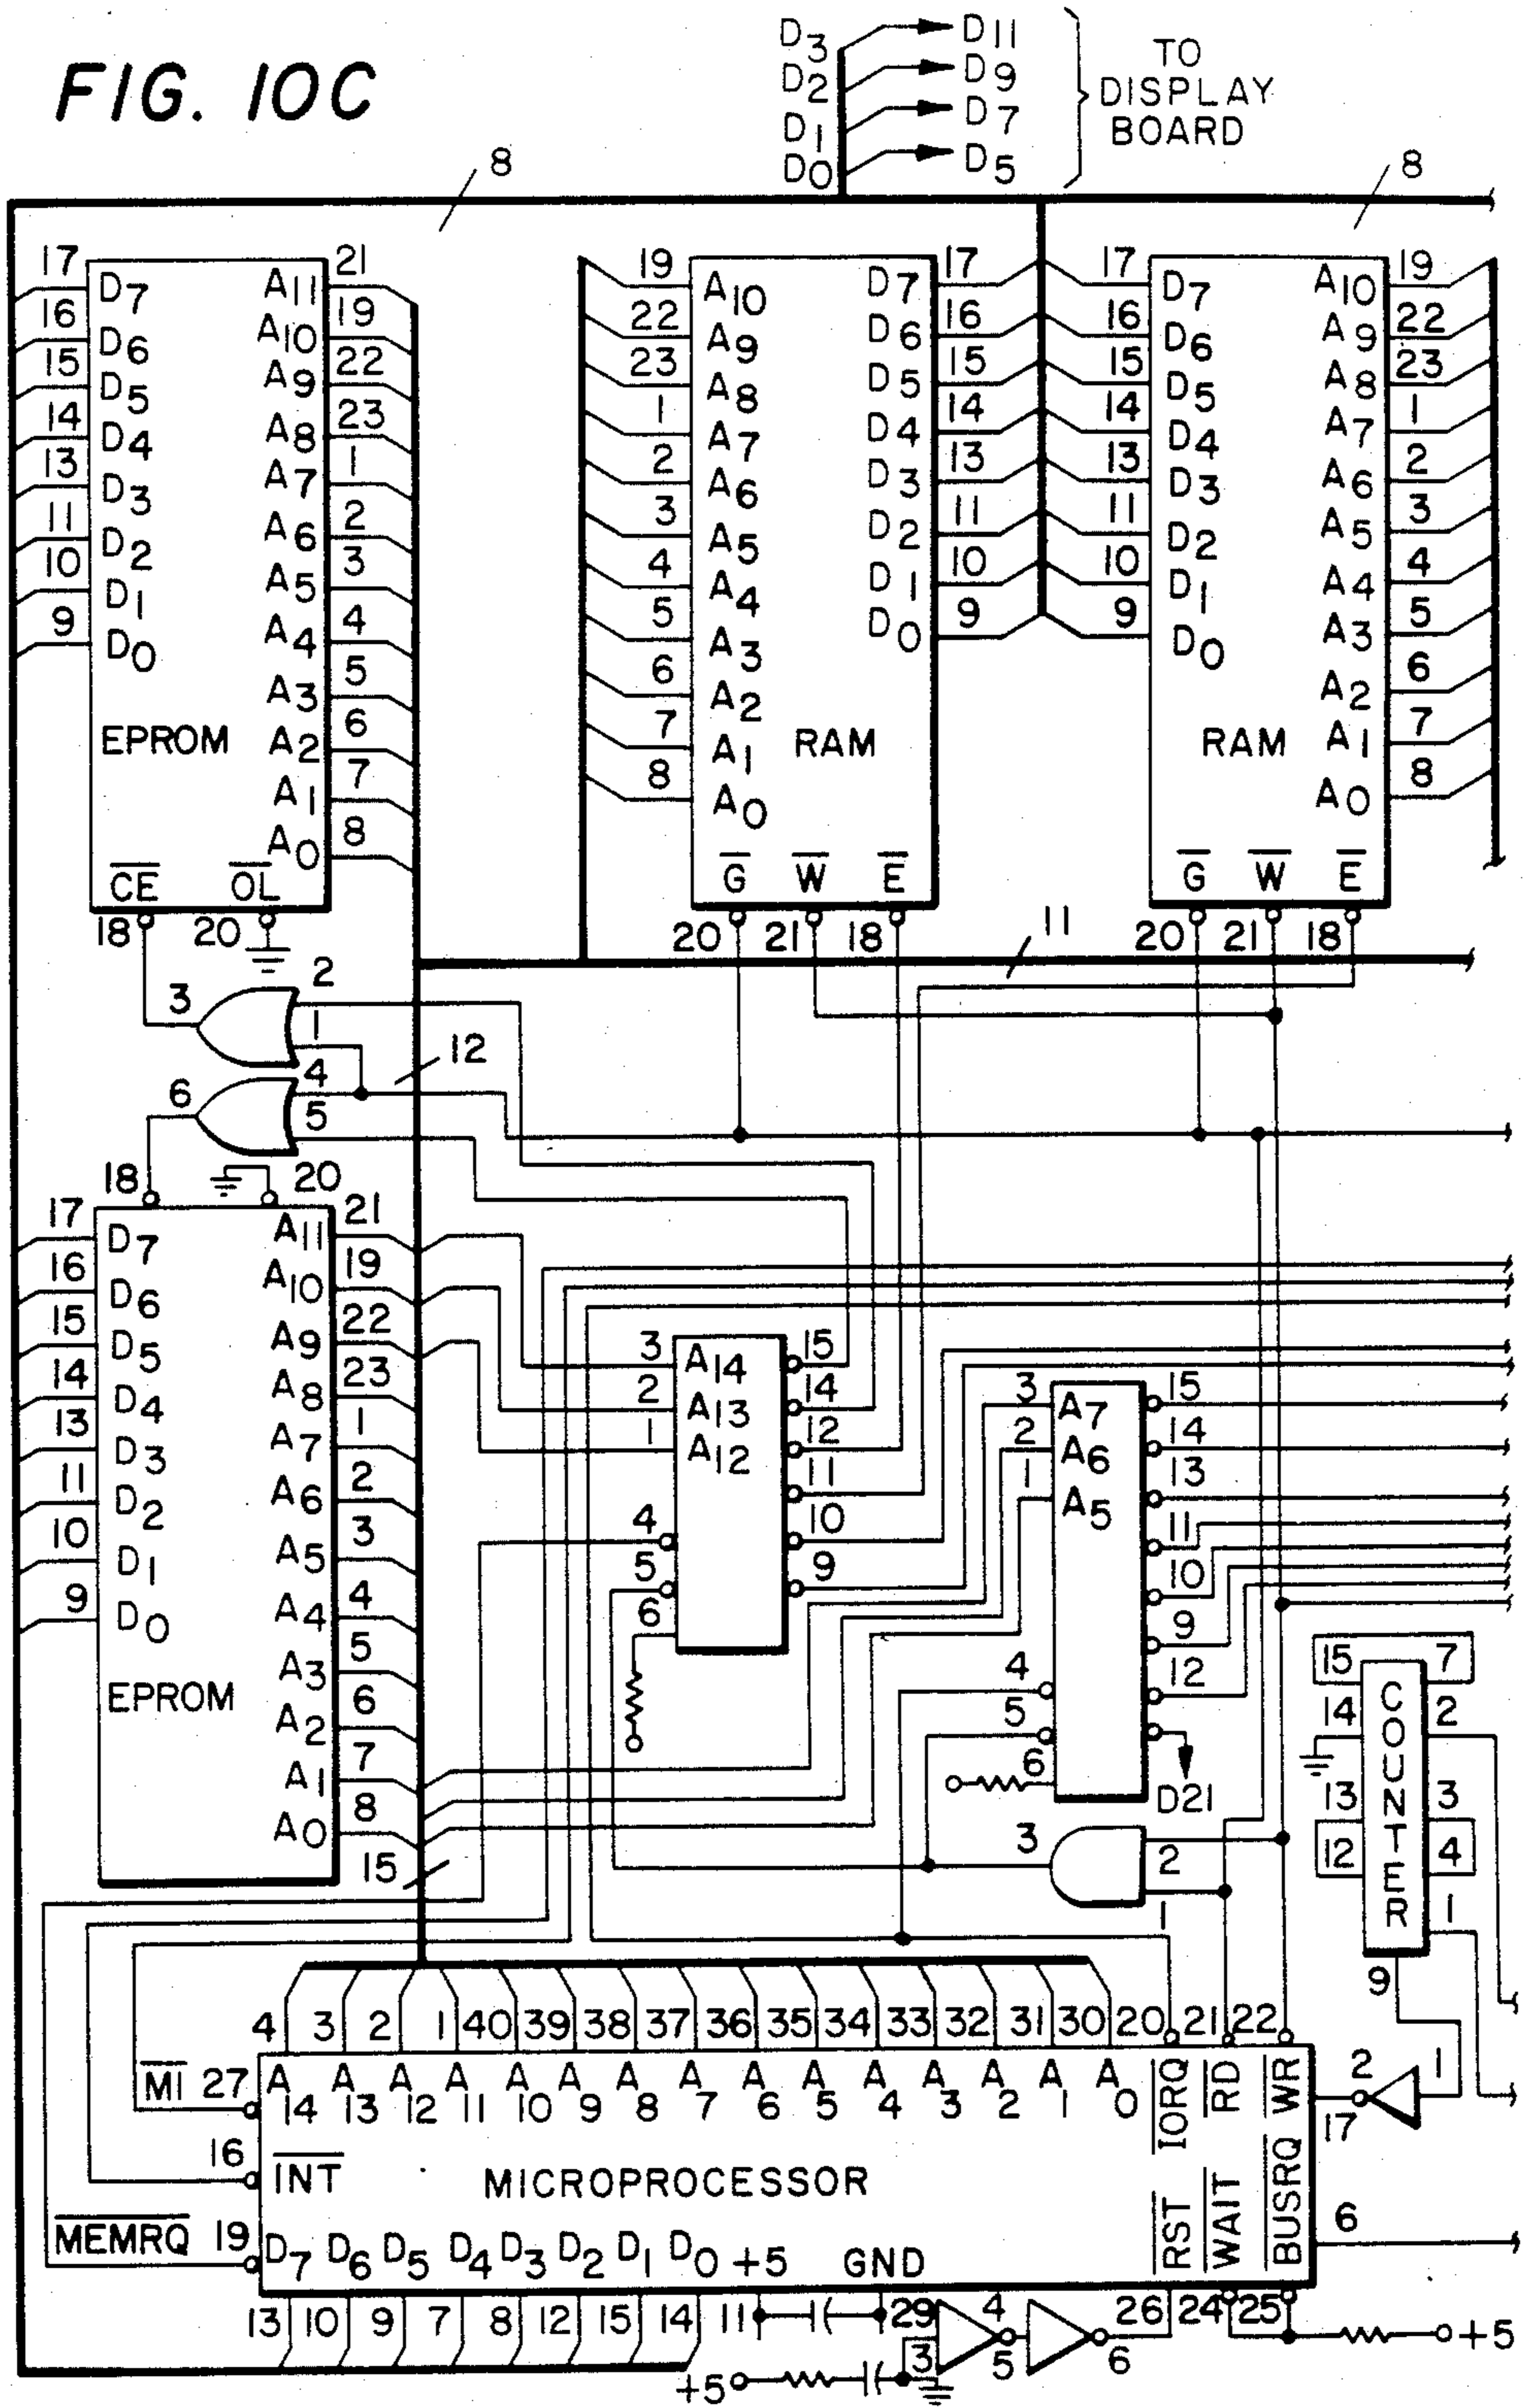 FIG. 10C
D3 D11
D2 D9
D1 D7
D0 D5
TO
DISPLAY
BOARD
8
8
17 D7 A11 21
16 D6 A10 19
15 D5 A9 22
14 D4 A8 23
13 D3 A7 1
11 D2 A6 2
10 D1 A5 3
9 D0 A4 4
A3 5
EPROM A2 6
A1 7
A0 8
CE OL
18 20
19 A10 D7 17
22 A9 D6 16
23 A8 D5 15
1 A7 D4 14
2 A6 D3 13
3 A5 D2 11
4 A4 D1 10
5 A3 D0 9
6 A2
7 A1 RAM
8 A0
G W E
20 21 18
17 D7 A10 19
16 D6 A9 22
15 D5 A8 23
14 D4 A7 1
13 D3 A6 2
11 D2 A5 3
10 D1 A4 4
9 D0 A3 5
A2 6
RAM A1 7
A0 8
G W E
20 21 18
11
3 2
1
12
6 4
5
18 20
17 D7 A11 21
16 D6 A10 19
15 D5 A9 22
14 D4 A8 23
13 D3 A7 1
11 D2 A6 2
10 D1 A5 3
9 D0 A4 4
A3 5
EPROM A2 6
A1 7
A0 8
15
3 A14 15
2 A13 14
1 A12 12
11
4 10
5 9
6
3 A7 15
2 A6 14
1 A5 13
11
10
9
4 12
5
6
D21
3 2
1
15 7
14 2
13 3
12 4
1
COUNTER
9
4 3 2 1 40 39 38 37 36 35 34 33 32 31 30 20 21 22
MI 27 A14 A13 A12 A11 A10 A9 A8 A7 A6 A5 A4 A3 A2 A1 A0 IORQ RD WR
2 1
17
16 INT MICROPROCESSOR
RST WAIT BUSRQ 6
MEMRQ 19 D7 D6 D5 D4 D3 D2 D1 D0 +5 GND
13 10 9 7 8 12 15 14 11 29 4 26 24 25
3 5 6
+5
+5